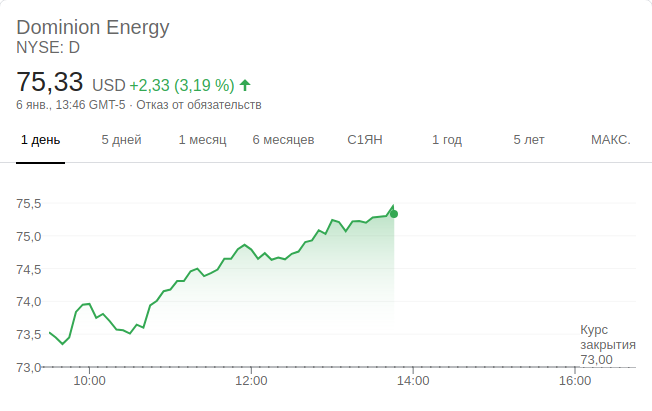 Dominion Energy
NYSE: D
75,33 USD +2,33 (3,19 %)
6 янв., 13:46 GMT-5 · Отказ от обязательств
1 день 5 дней 1 месяц 6 месяцев С1ЯН 1 год 5 лет МАКС.
75,5
75,0
74,5
74,0
73,5
73,0
Курс
закрытия
73,00
10:00 12:00 14:00 16:00